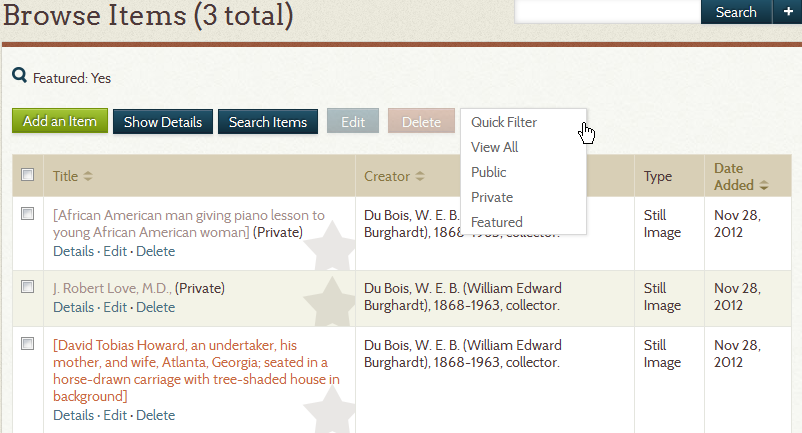 Browse Items (3 total)
Search
+
Featured: Yes
Add an Item
Show Details
Search Items
Edit
Delete
Quick Filter
View All
Public
Private
Featured
Title
Creator
Type
Date
Added
[African American man giving piano lesson to
young African American woman] (Private)
Details · Edit · Delete
Du Bois, W. E. B.
Burghardt), 1868-1963, collector.
Still
Image
Nov 28,
2012
J. Robert Love, M.D., (Private)
Details · Edit · Delete
Du Bois, W. E. B. (William Edward
Burghardt), 1868-1963, collector.
Still
Image
Nov 28,
2012
[David Tobias Howard, an undertaker, his
mother, and wife, Atlanta, Georgia; seated in a
horse-drawn carriage with tree-shaded house in
background]
Details · Edit · Delete
Du Bois, W. E. B. (William Edward
Burghardt), 1868-1963, collector.
Still
Image
Nov 28,
2012